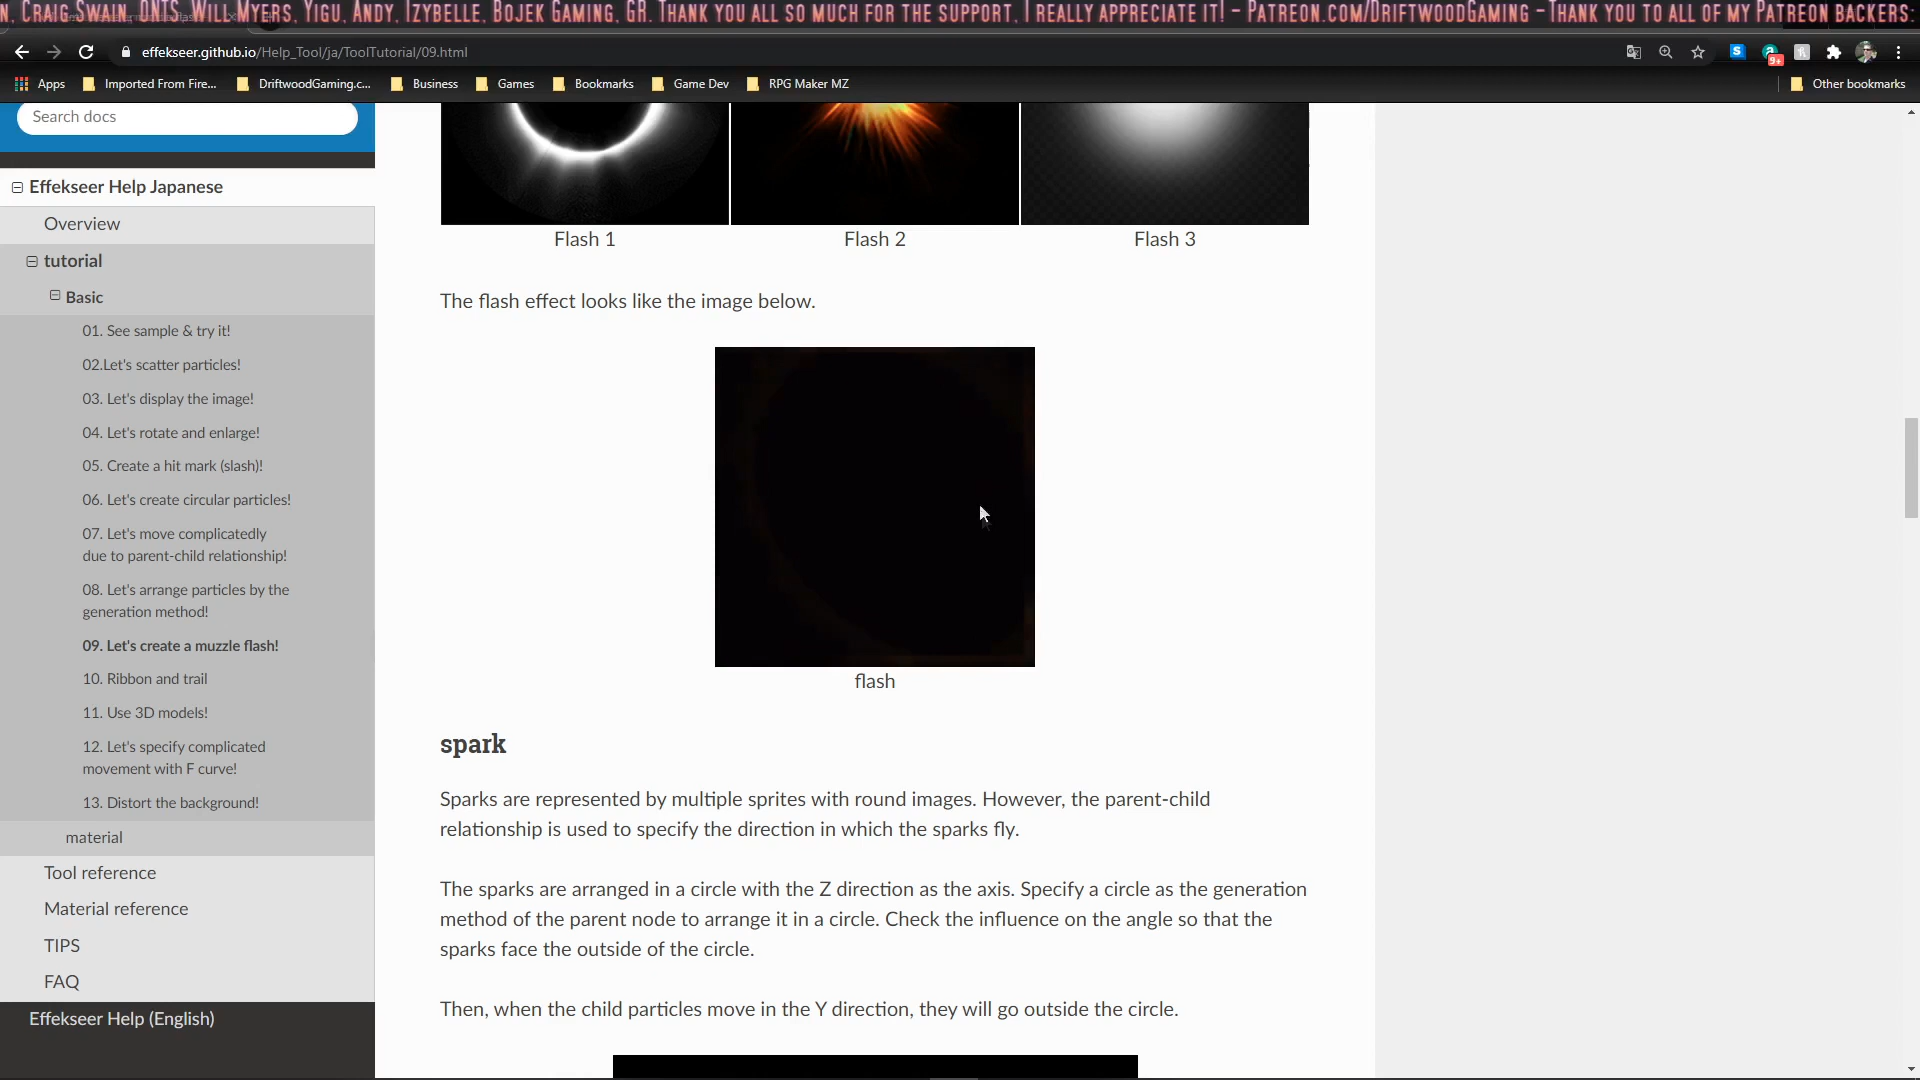 N, CRAIG SWAIN, ONTS, WILL MYERS, YIGU, ANDY, IZYBELLE, BOJEK GAMING, GR. THANK YOU ALL SO MUCH FOR THE SUPPORT, I REALLY APPRECIATE IT! - PATREON.COM/DRIFTWOODGAMING -THANK YOU TO ALL OF MY PATREON BACKERS:
effekseer.github.io/Help_Tool/ja/ToolTutorial/09.html
S
9+
Apps
Imported From Fire...
DriftwoodGaming.c...
Business
Games
Bookmarks
Game Dev
RPG Maker MZ
Other bookmarks
Search docs
Effekseer Help Japanese
Overview
tutorial
Basic
01. See sample & try it!
02.Let's scatter particles!
03. Let's display the image!
04. Let's rotate and enlarge!
05. Create a hit mark (slash)!
06. Let's create circular particles!
07. Let's move complicatedly
due to parent-child relationship!
08. Let's arrange particles by the
generation method!
09. Let's create a muzzle flash!
10. Ribbon and trail
11. Use 3D models!
12. Let's specify complicated
movement with F curve!
13. Distort the background!
material
Tool reference
Material reference
TIPS
FAQ
Effekseer Help (English)
Flash 1
Flash 2
Flash 3
The flash effect looks like the image below.
flash
spark
Sparks are represented by multiple sprites with round images. However, the parent-child
relationship is used to specify the direction in which the sparks fly.
The sparks are arranged in a circle with the Z direction as the axis. Specify a circle as the generation
method of the parent node to arrange it in a circle. Check the influence on the angle so that the
sparks face the outside of the circle.
Then, when the child particles move in the Y direction, they will go outside the circle.